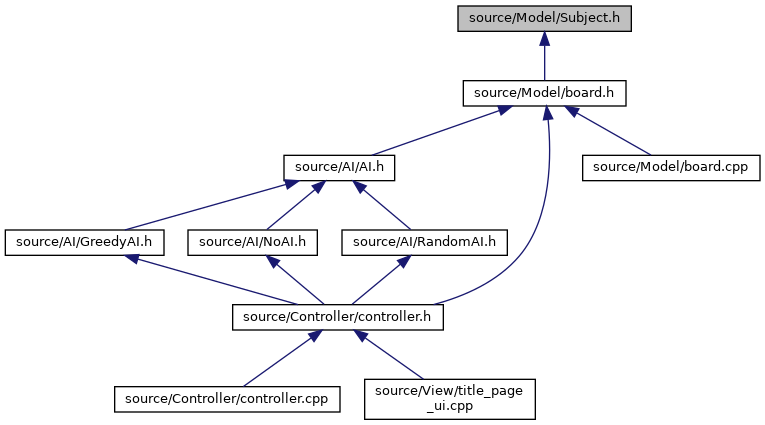 source/Model/Subject.h
source/Model/board.h
source/AI/AI.h
source/Model/board.cpp
source/AI/GreedyAI.h
source/AI/NoAI.h
source/AI/RandomAI.h
source/Controller/controller.h
source/Controller/controller.cpp
source/View/title_page
_ui.cpp